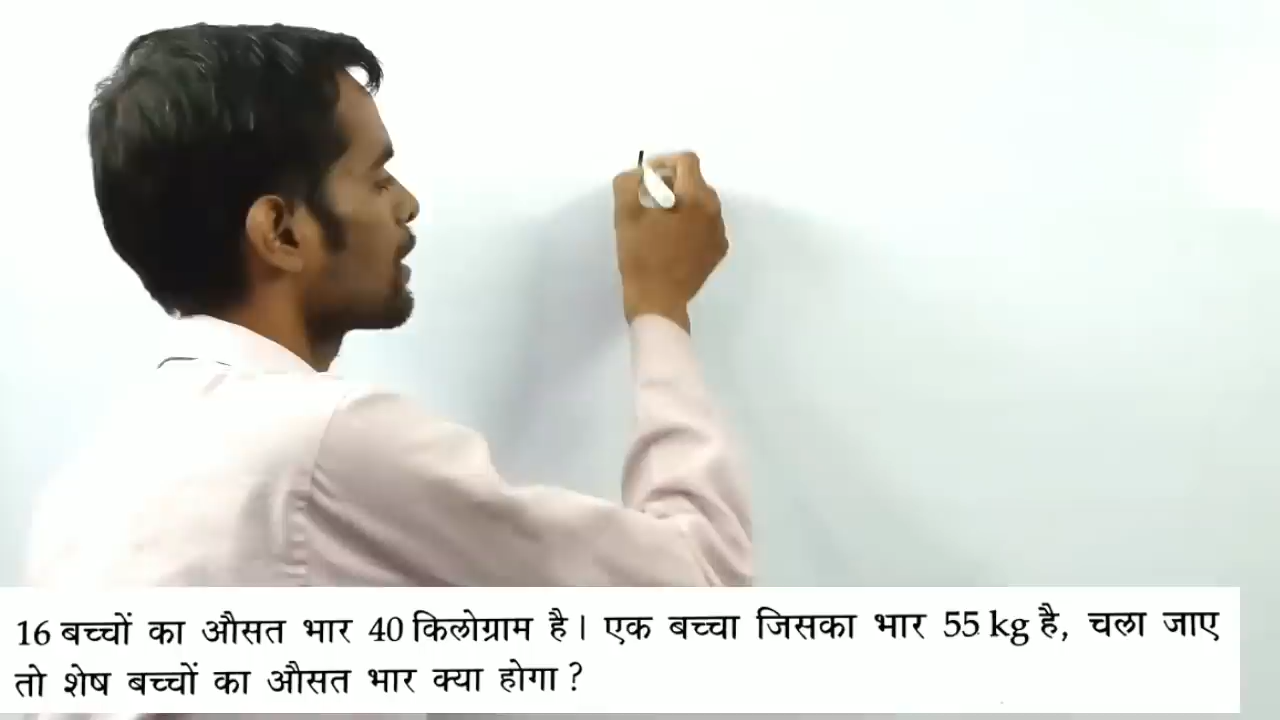 16 बच्चों का औसत भार 40 किलोग्राम है। एक बच्चा जिसका भार 55 kg है, चला जाए
तो शेष बच्चों का औसत भार क्या होगा ?